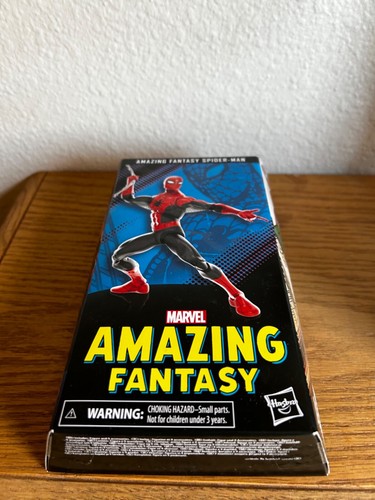 AMAZING FANTASY SPIDER-MAN
MARVEL
AMAZING
FANTASY
WARNING: CHOKING HAZARD–Small parts.
Not for children under 3 years.
Hasbro